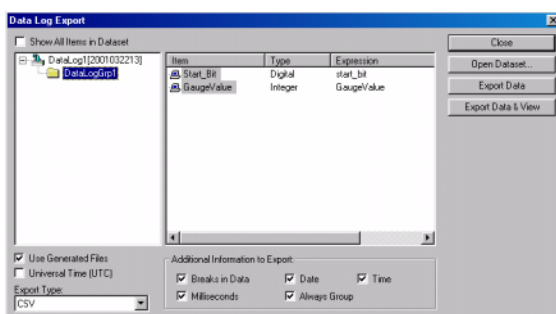 Data Log Export
Show All Items in Dataset
DataLog1[2001032213]
DataLogGrp1
Item Type Expression
Start_Bit Digital start_bit
GaugeValue Integer GaugeValue
Close
Open Dataset...
Export Data
Export Data & View
Use Generated Files
Universal Time (UTC)
Export Type:
CSV
Additional Information to Export:
Breaks in Data Date Time
Milliseconds Always Group